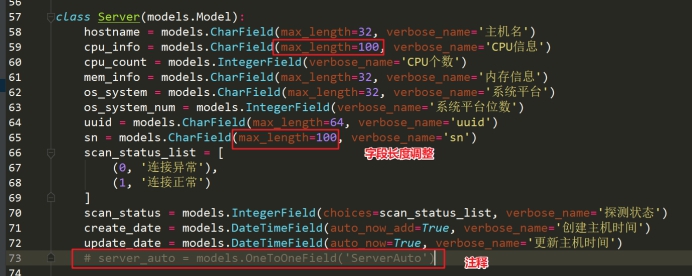 57 class Server(models.Model):
58 hostname = models.CharField(max_length=32, verbose_name='主机名')
59 cpu_info = models.CharField(max_length=100, verbose_name='CPU信息')
60 cpu_count = models.IntegerField(verbose_name='CPU个数')
61 mem_info = models.CharField(max_length=32, verbose_name='内存信息')
62 os_system = models.CharField(max_length=32, verbose_name='系统平台')
63 os_system_num = models.IntegerField(verbose_name='系统平台位数')
64 uuid = models.CharField(max_length=64, verbose_name='uuid')
65 sn = models.CharField(max_length=100, verbose_name='sn')
66 scan_status_list = [
字段长度调整
67 (0, '连接异常'),
68 (1, '连接正常')
69 ]
70 scan_status = models.IntegerField(choices=scan_status_list, verbose_name='探测状态')
71 create_date = models.DateTimeField(auto_now_add=True, verbose_name='创建主机时间')
72 update_date = models.DateTimeField(auto_now=True, verbose_name='更新主机时间')
73 # server_auto = models.OneToOneField('ServerAuto')
注释